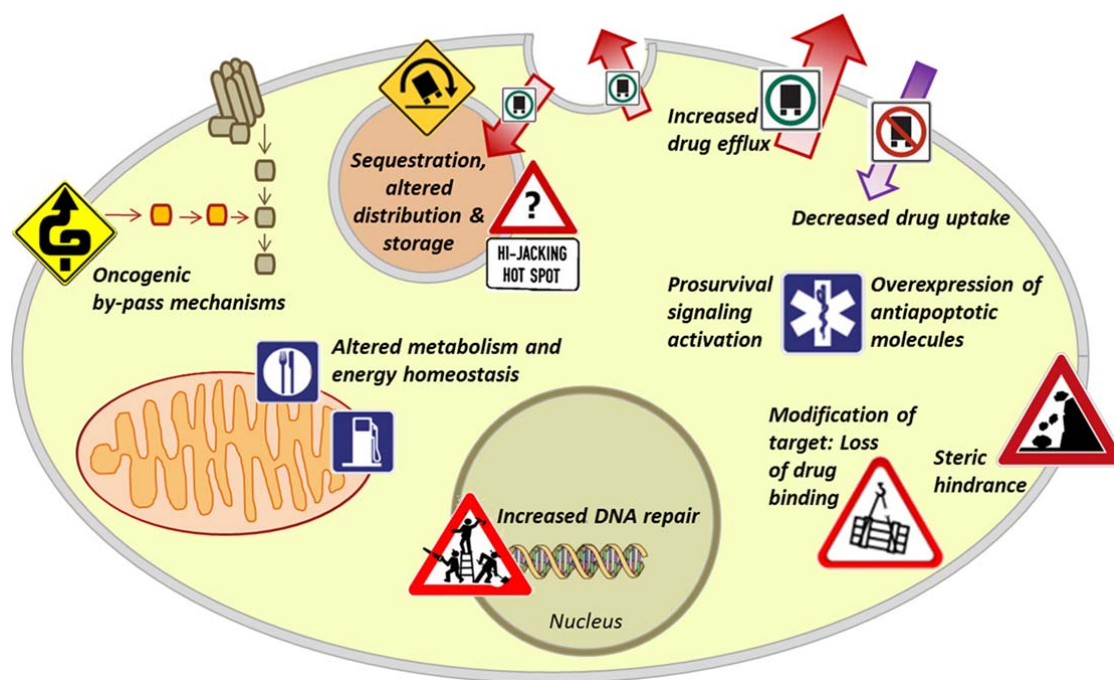 Increased
drug efflux
Sequestration,
altered
distribution &
storage
?
HI-JACKING
HOT SPOT
Decreased drug uptake
Oncogenic
by-pass mechanisms
Prosurvival
signaling
activation
Overexpression of
antiapoptotic
molecules
Altered metabolism and
energy homeostasis
Modification of
target: Loss
of drug
binding
Steric
hindrance
Increased DNA repair
Nucleus